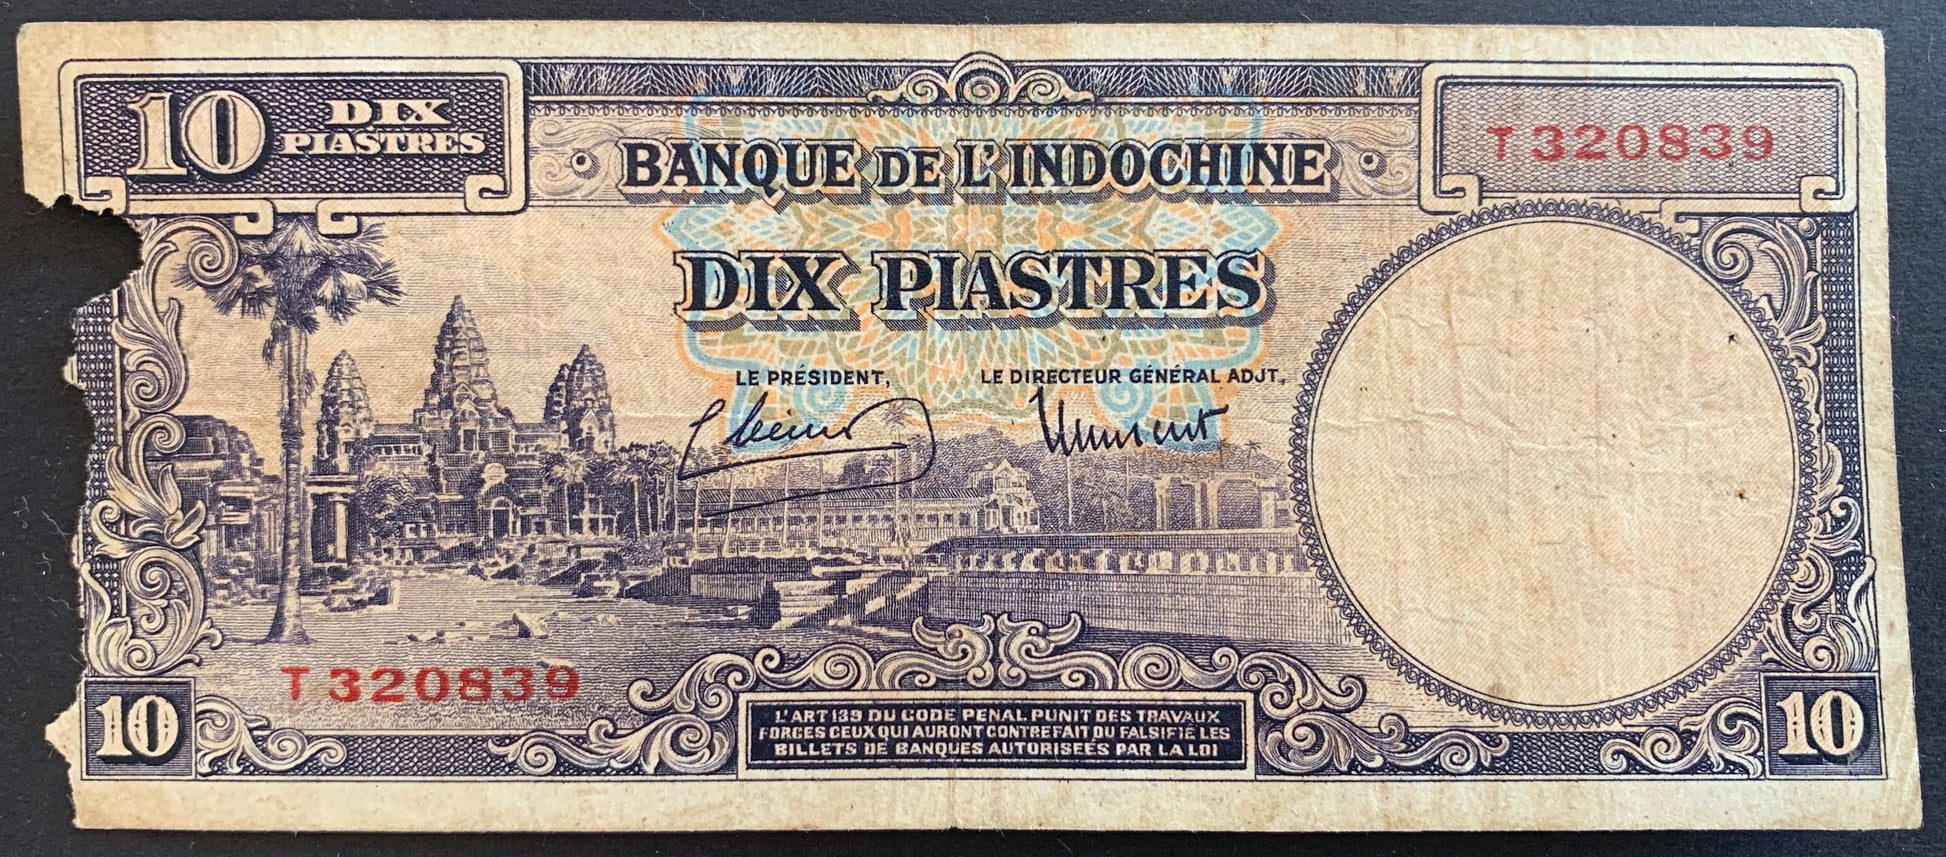 10 DIX
PIASTRES
BANQUE DE L'INDOCHINE
T 320839
DIX PIASTRES
LE PRÉSIDENT,
LE DIRECTEUR GÉNÉRAL ADJT,
T 320839
10
L'ART 139 DU CODE PENAL PUNIT DES TRAVAUX
FORCES CEUX QUI AURONT CONTREFAIT OU FALSIFIÉ LES
BILLETS DE BANQUES AUTORISEES PAR LA LOI
10